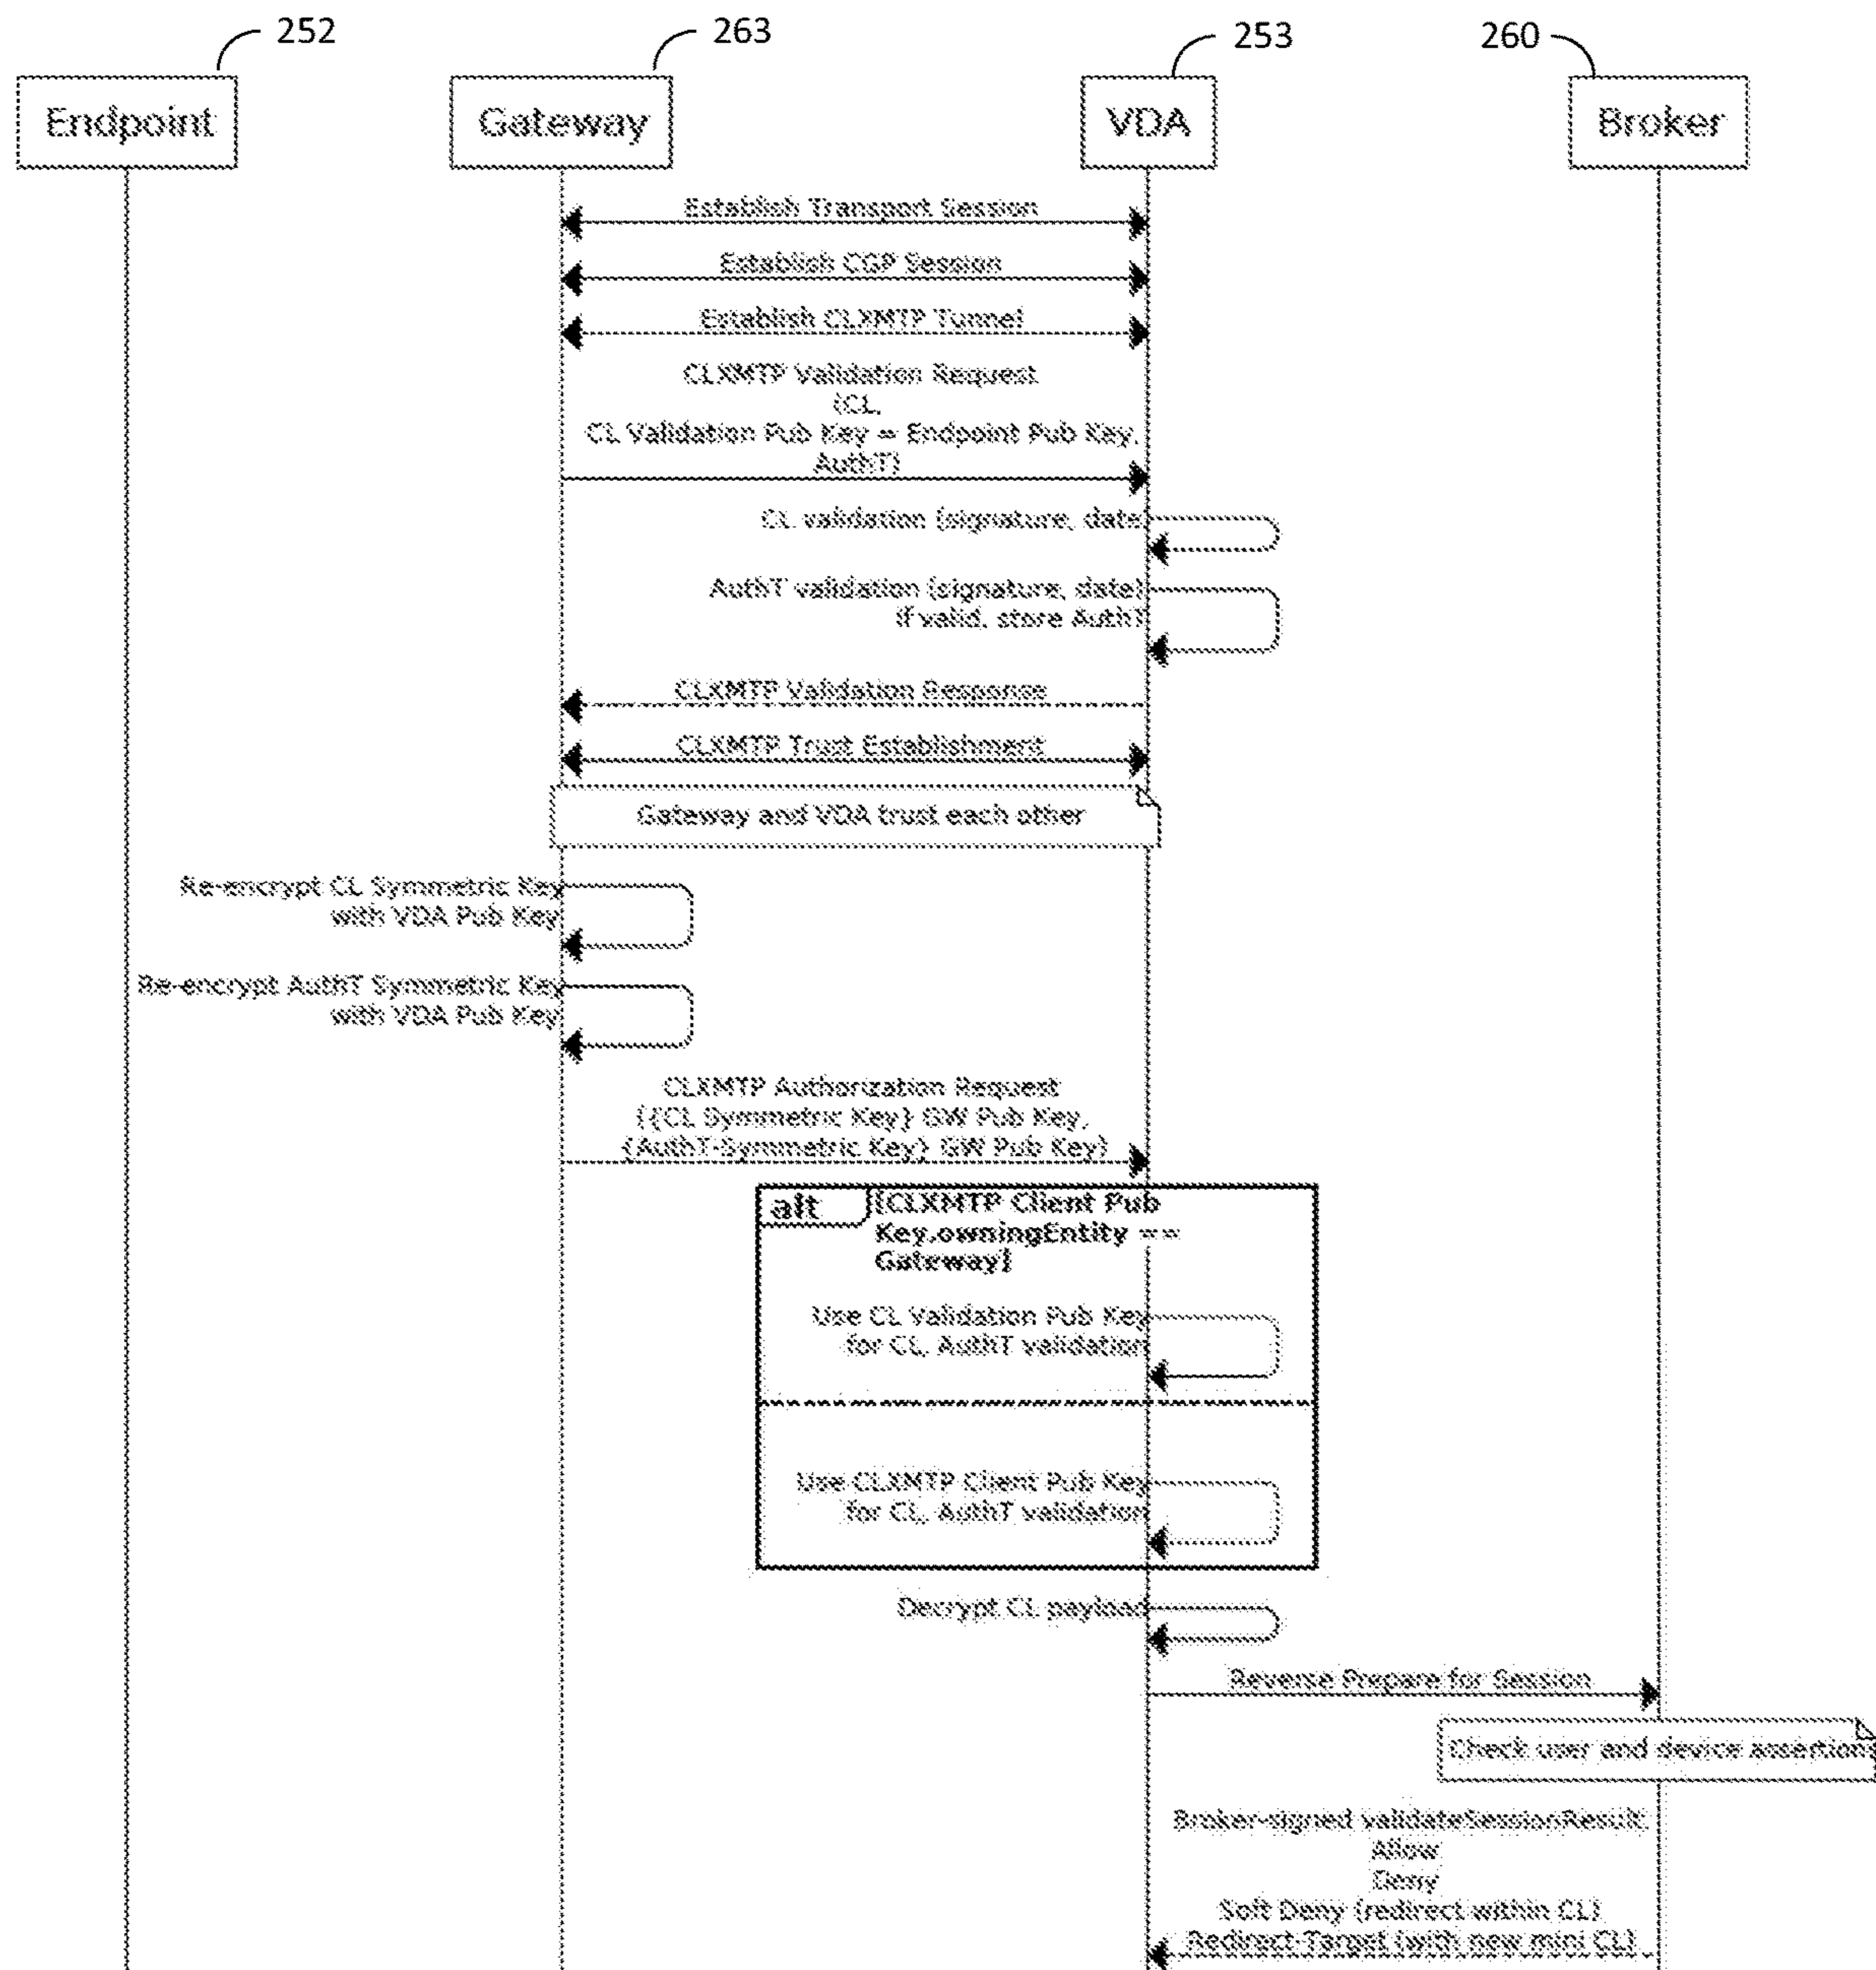 252
263
253
260
Endpoint
Gateway
VDA
Broker
Establish Transport Session
Establish CGP Session
Establish CLXMTP Tunnel
CLXMTP Validation Request
(CL,
CL Validation Pub Key = Endpoint Pub Key,
AuthT)
CL validation (signature, date
AuthT validation (signature, date)
if valid, store AuthT
CLXMTP Validation Response
CLXMTP Trust Establishment
Gateway and VDA trust each other
Re-encrypt CL Symmetric Key
with VDA Pub Key
Re-encrypt AuthT Symmetric Key
with VDA Pub Key
CLXMTP Authorization Request
({CL Symmetric Key} GW Pub Key,
{AuthT-Symmetric Key} GW Pub Key)
alt
[CLXMTP Client Pub
Key.owningEntity ==
Gateway]
Use CL Validation Pub Key
for CL, AuthT validation
Use CLXMTP Client Pub Key
for CL, AuthT validation
Decrypt CL payload
Reverse Prepare for Session
Check user and device assertions
Broker-signed validateSessionResult,
Allow
Deny
Soft Deny (redirect within CL)
Redirect-Target (with new mini CL)